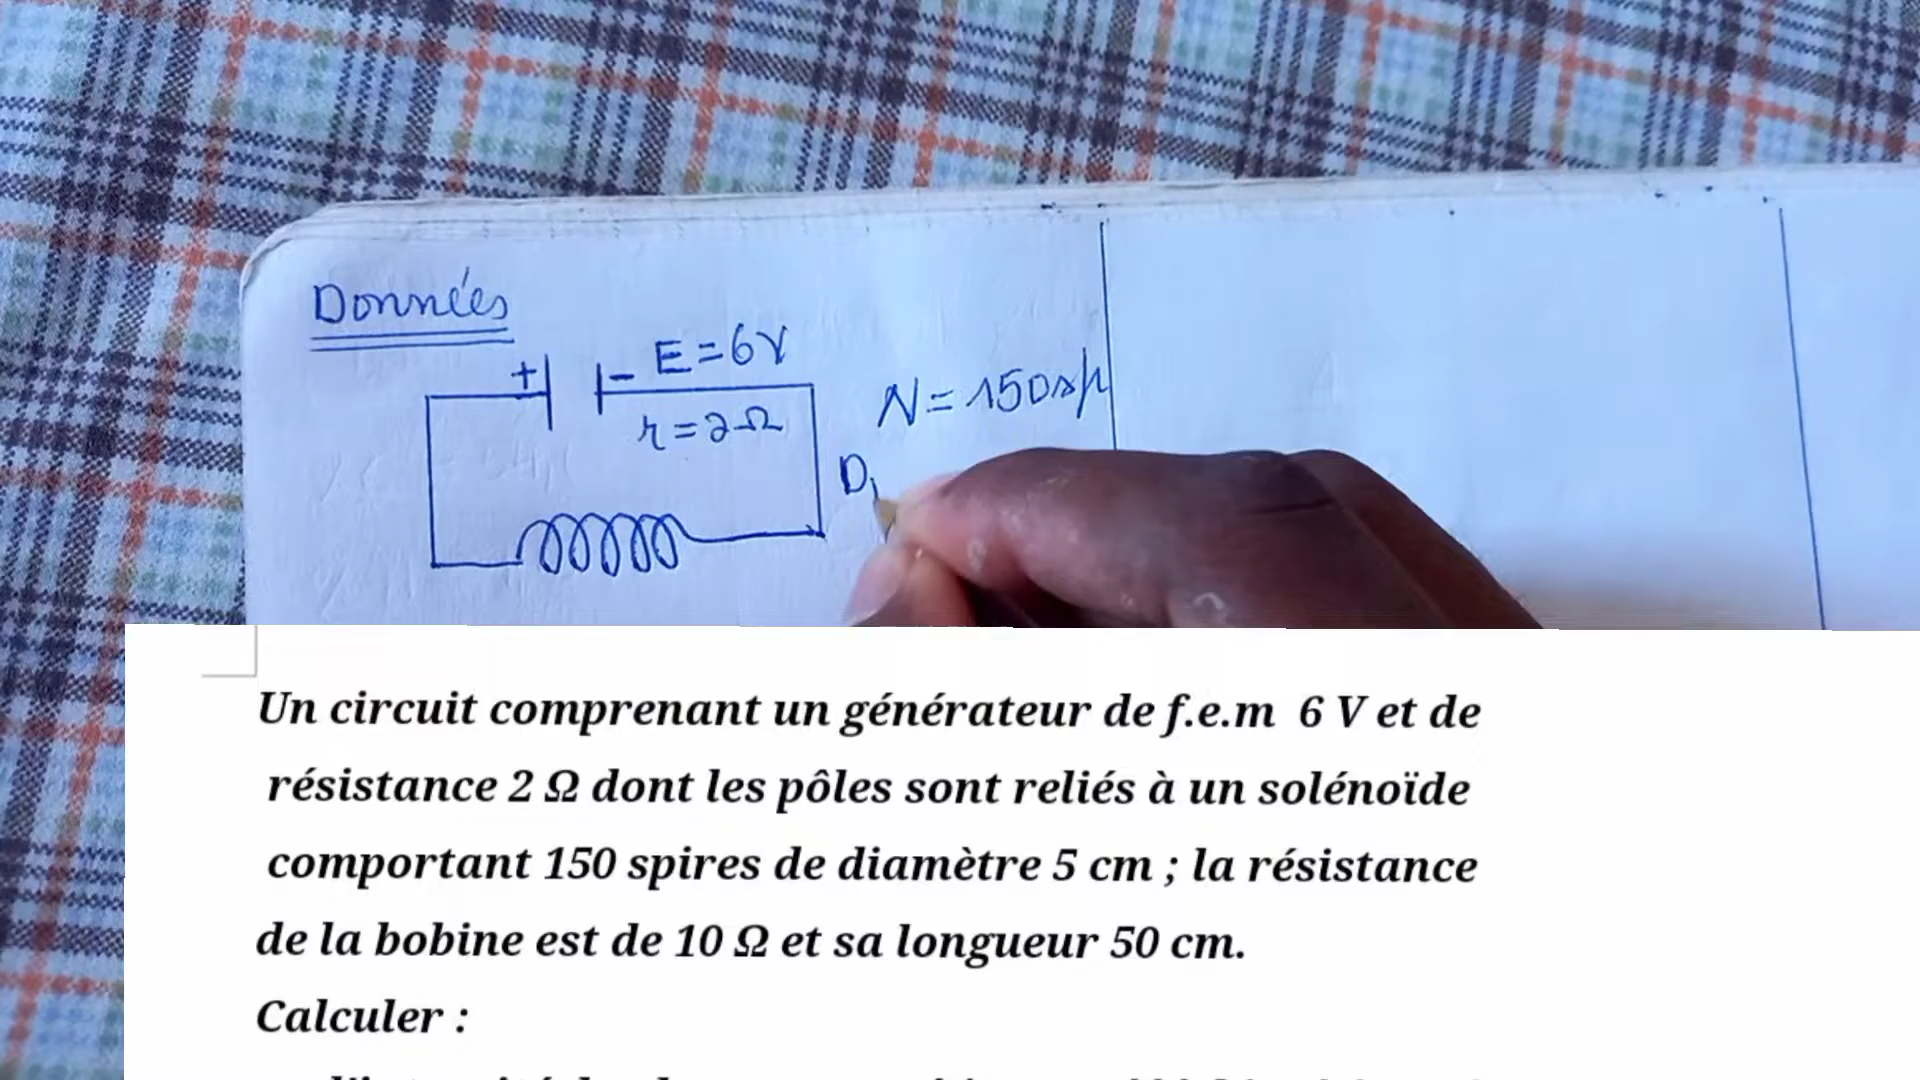 Données
+ - E = 6V
r = 2Ω
N = 150 sp
D
Un circuit comprenant un générateur de f.e.m 6 V et de
résistance 2 Ω dont les pôles sont reliés à un solénoïde
comportant 150 spires de diamètre 5 cm ; la résistance
de la bobine est de 10 Ω et sa longueur 50 cm.
Calculer :